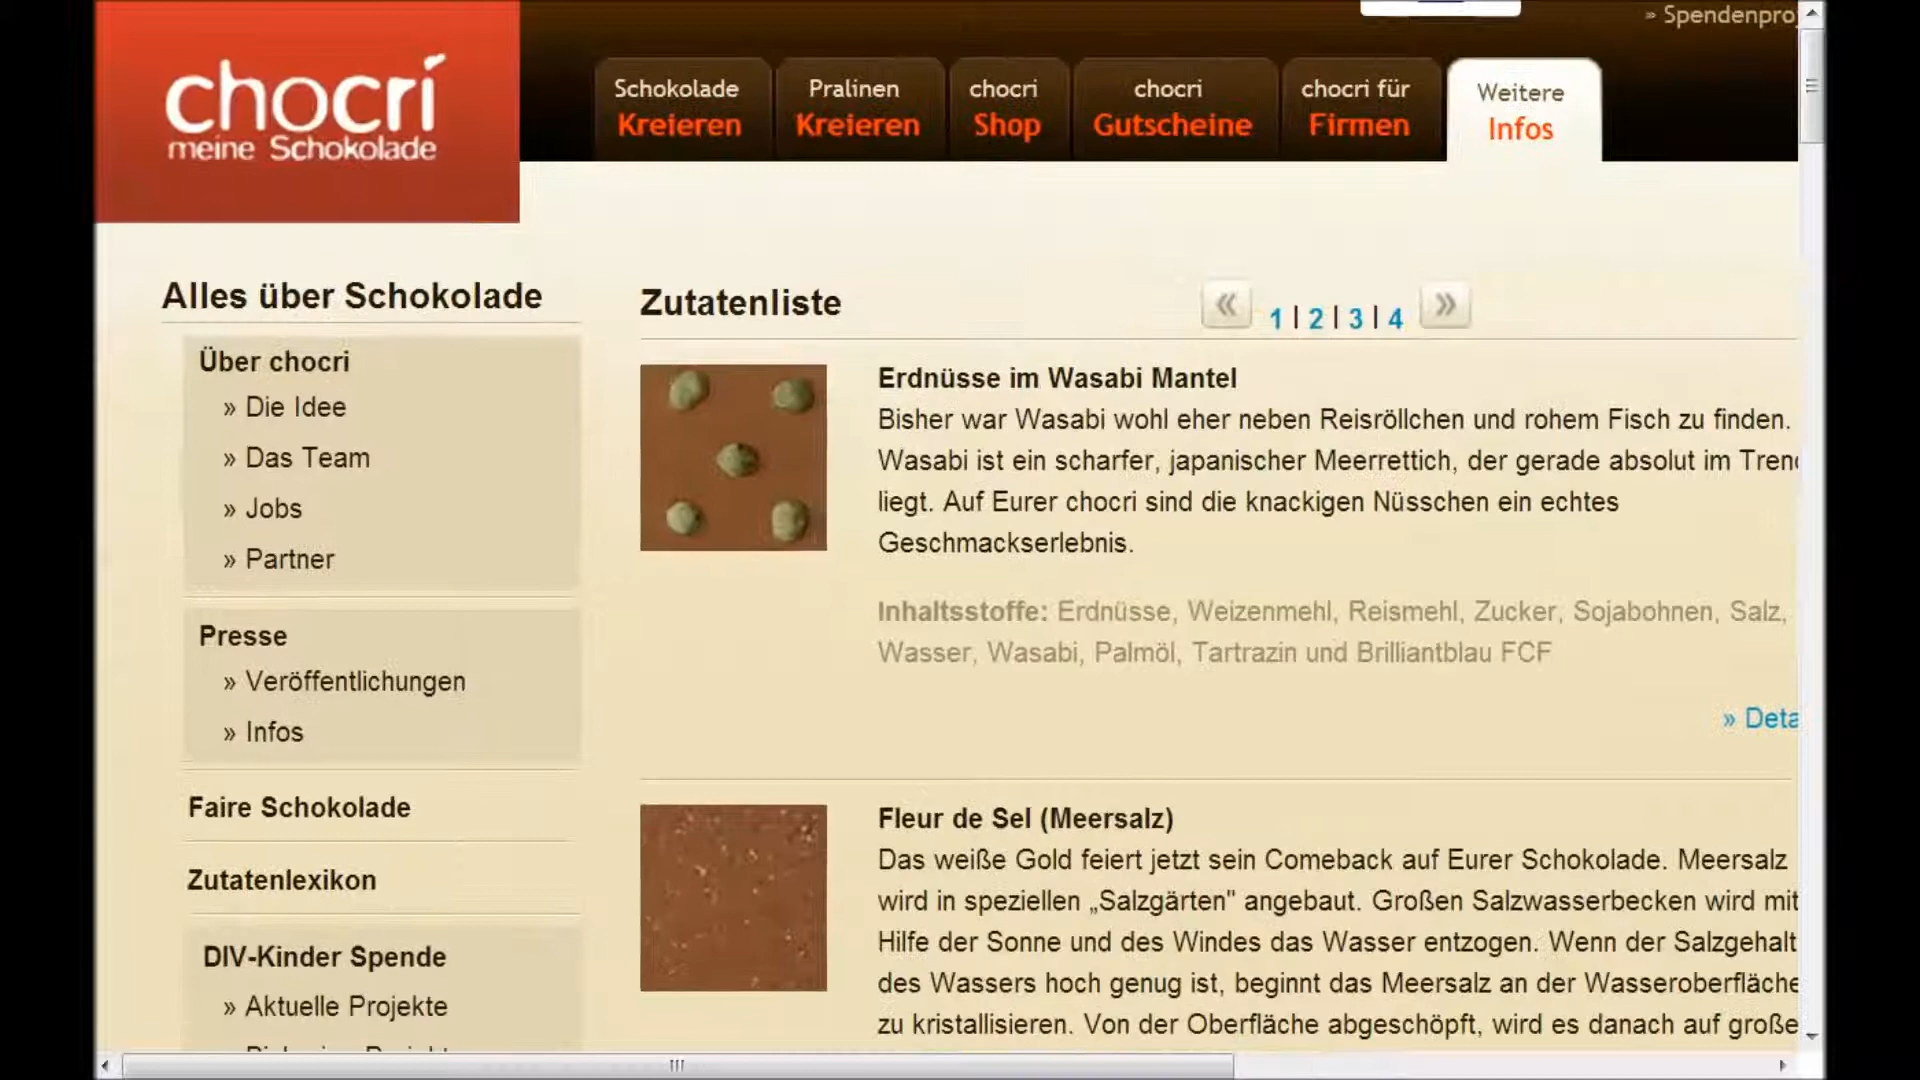 » Spendenpro
chocri
meine Schokolade
Schokolade
Kreieren
Pralinen
Kreieren
chocri
Shop
chocri
Gutscheine
chocri für
Firmen
Weitere
Infos
Alles über Schokolade
Über chocri
» Die Idee
» Das Team
» Jobs
» Partner
Presse
» Veröffentlichungen
» Infos
Faire Schokolade
Zutatenlexikon
DIV-Kinder Spende
» Aktuelle Projekte
Zutatenliste
« 1 | 2 | 3 | 4 »
Erdnüsse im Wasabi Mantel
Bisher war Wasabi wohl eher neben Reisröllchen und rohem Fisch zu finden.
Wasabi ist ein scharfer, japanischer Meerrettich, der gerade absolut im Trend
liegt. Auf Eurer chocri sind die knackigen Nüsschen ein echtes
Geschmackserlebnis.
Inhaltsstoffe: Erdnüsse, Weizenmehl, Reismehl, Zucker, Sojabohnen, Salz,
Wasser, Wasabi, Palmöl, Tartrazin und Brilliantblau FCF
» Deta
Fleur de Sel (Meersalz)
Das weiße Gold feiert jetzt sein Comeback auf Eurer Schokolade. Meersalz
wird in speziellen „Salzgärten" angebaut. Großen Salzwasserbecken wird mit
Hilfe der Sonne und des Windes das Wasser entzogen. Wenn der Salzgehalt
des Wassers hoch genug ist, beginnt das Meersalz an der Wasseroberfläche
zu kristallisieren. Von der Oberfläche abgeschöpft, wird es danach auf große